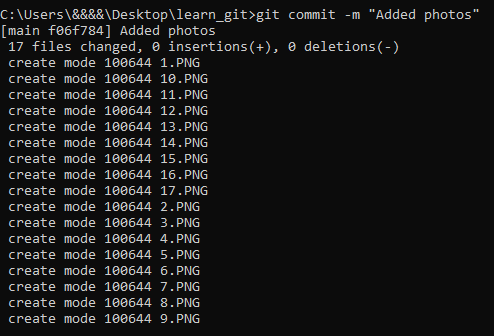 C:\Users\&&&&\Desktop\learn_git>git commit -m "Added photos"
[main f06f784] Added photos
 17 files changed, 0 insertions(+), 0 deletions(-)
 create mode 100644 1.PNG
 create mode 100644 10.PNG
 create mode 100644 11.PNG
 create mode 100644 12.PNG
 create mode 100644 13.PNG
 create mode 100644 14.PNG
 create mode 100644 15.PNG
 create mode 100644 16.PNG
 create mode 100644 17.PNG
 create mode 100644 2.PNG
 create mode 100644 3.PNG
 create mode 100644 4.PNG
 create mode 100644 5.PNG
 create mode 100644 6.PNG
 create mode 100644 7.PNG
 create mode 100644 8.PNG
 create mode 100644 9.PNG